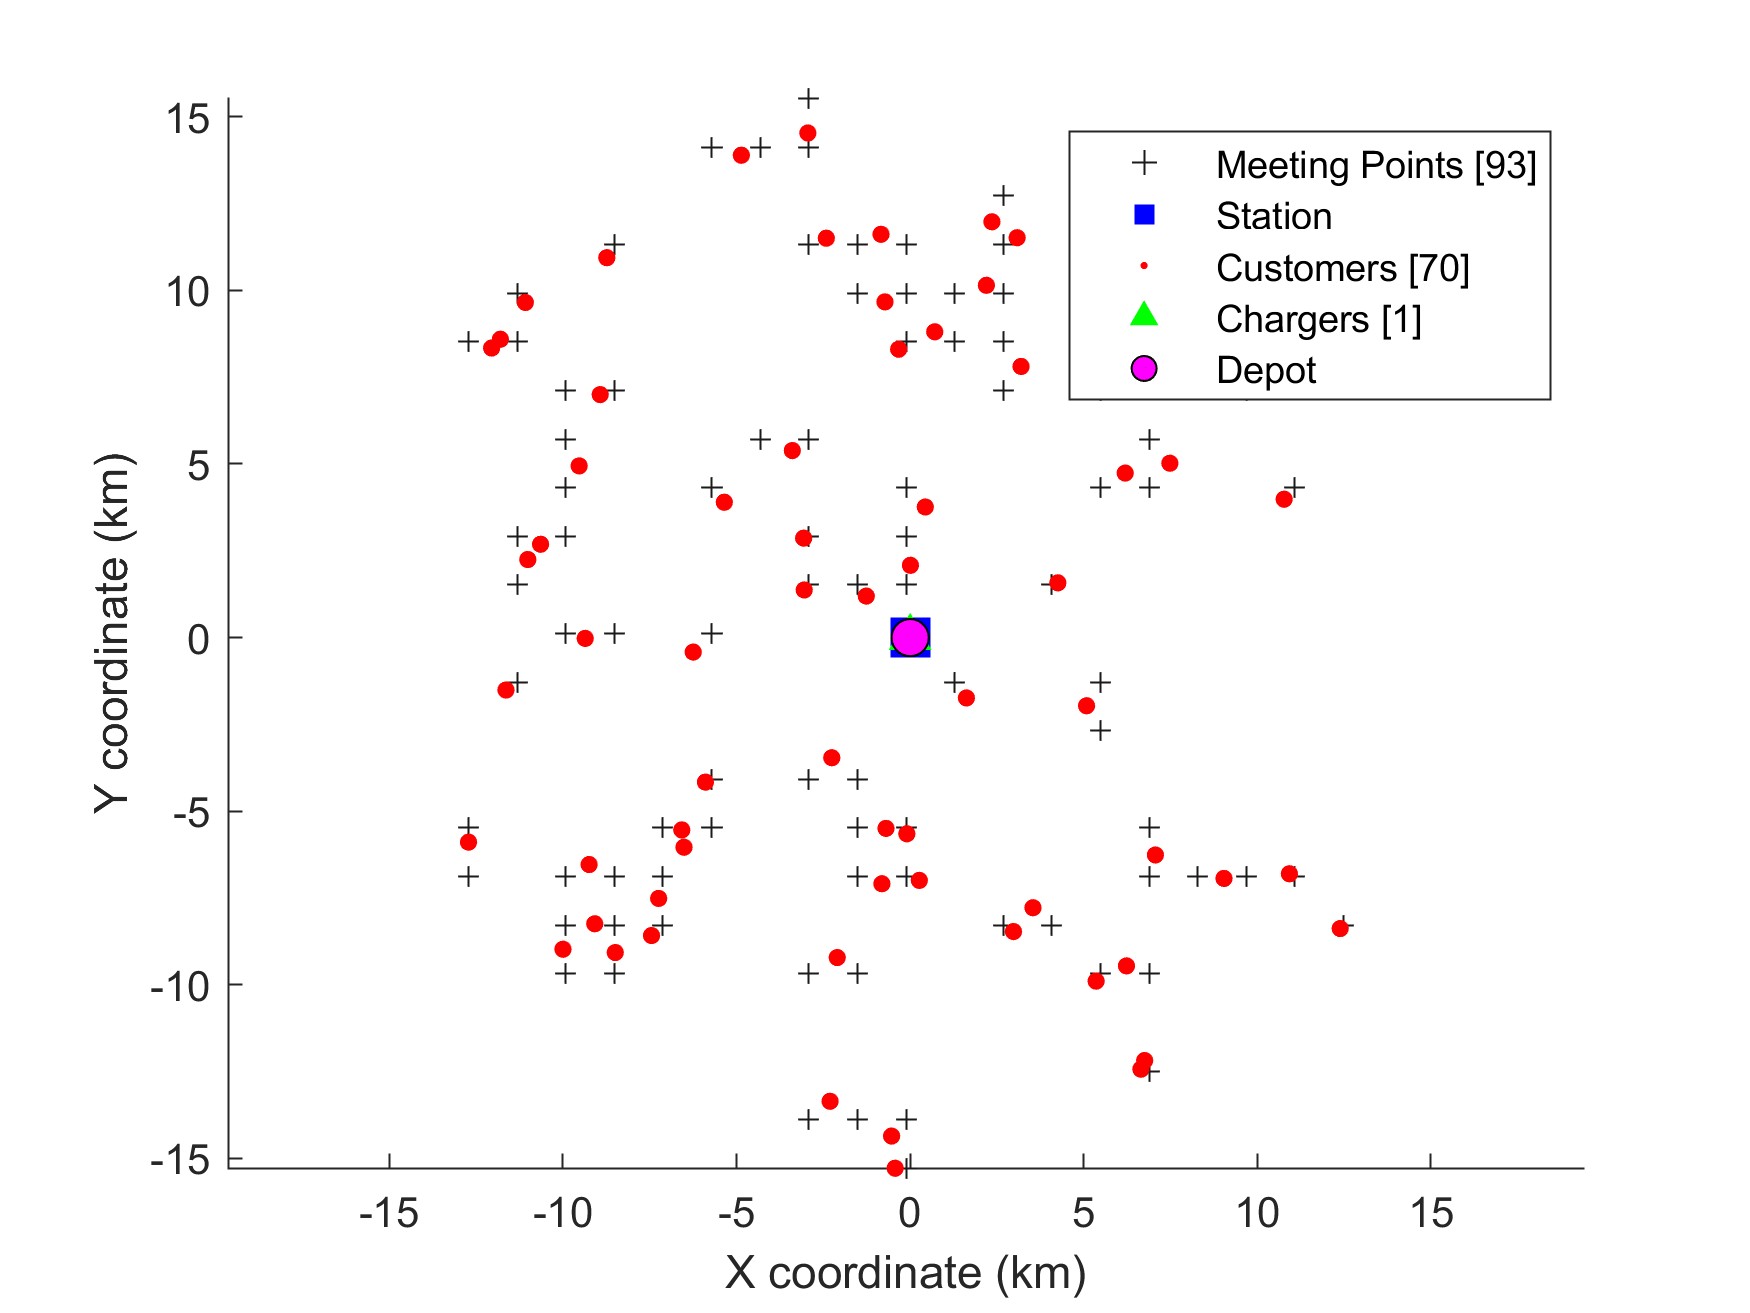 15
10
5
0
-5
-10
-15
Y coordinate (km)
-15 -10 -5 0 5 10 15
X coordinate (km)
Meeting Points [93]
Station
Customers [70]
Chargers [1]
Depot